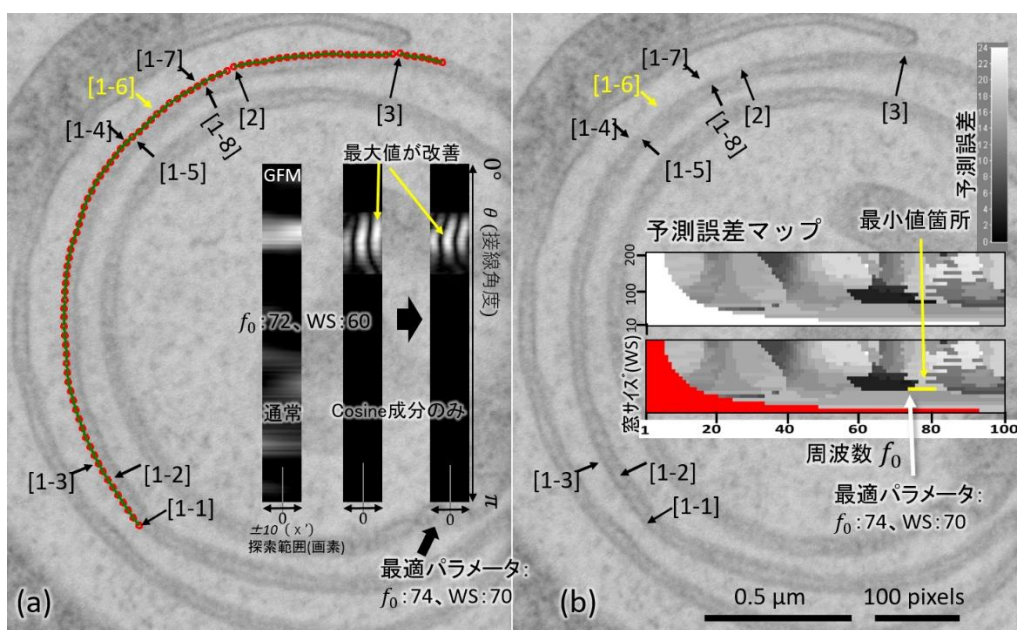 [1-7]
[1-6]
[1-4]
[1-5]
[1-8]
[2]
[3]
最大値が改善
GFM
0°
θ (接線角度)
f₀:72、WS:60
通常
Cosine成分のみ
π
[1-3]
[1-2]
[1-1]
0
0
0
±10 (x’)
探索範囲(画素)
最適パラメータ:
f₀:74、WS:70
(a)
[1-7]
[1-6]
[1-4]
[1-5]
[1-8]
[2]
[3]
24
20
16
12
8
4
0
予測誤差
最小値箇所
予測誤差マップ
200
100
10
窓サイズ(WS)
1
20
40
60
80
100
周波数 f₀
[1-3]
[1-2]
[1-1]
最適パラメータ:
f₀:74、WS:70
(b)
0.5 μm
100 pixels